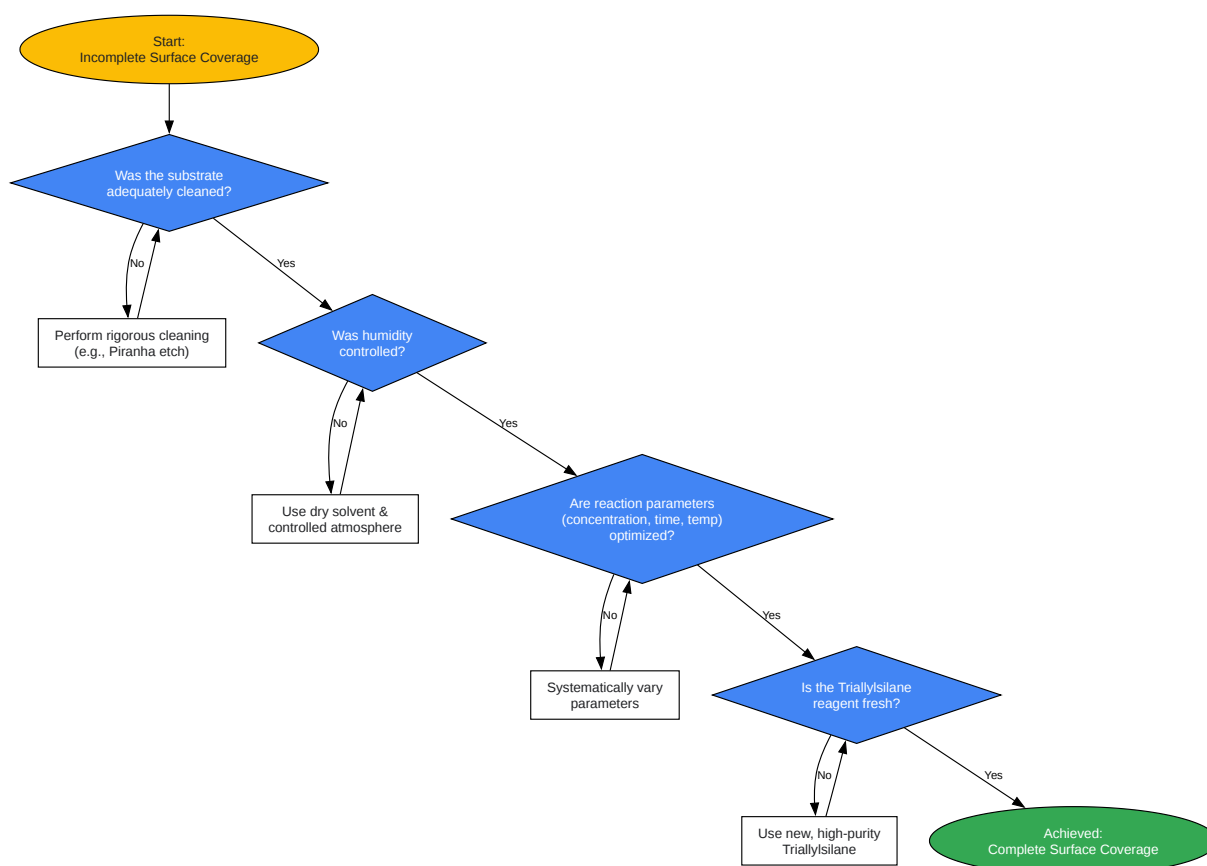 Start:
Incomplete Surface Coverage
Was the substrate
adequately cleaned?
No
Yes
Perform rigorous cleaning
(e.g., Piranha etch)
Was humidity
controlled?
No
Yes
Use dry solvent &
controlled atmosphere
Are reaction parameters
(concentration, time, temp)
optimized?
No
Yes
Systematically vary
parameters
Is the Triallylsilane
reagent fresh?
No
Yes
Use new, high-purity
Triallylsilane
Achieved:
Complete Surface Coverage